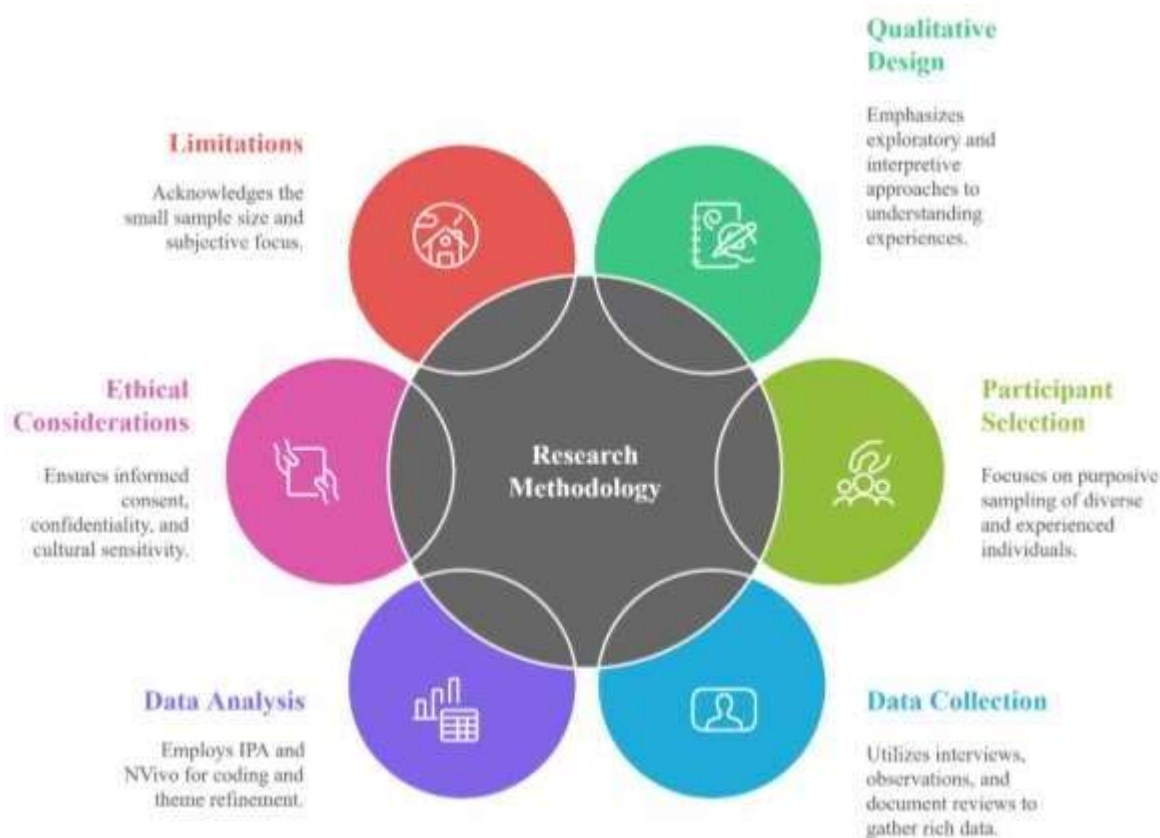 Qualitative
Design
Emphasizes
exploratory and
interpretive
approaches to
understanding
experiences.
Limitations
Acknowledges the
small sample size and
subjective focus.
Ethical
Considerations
Ensures informed
consent,
confidentiality, and
cultural sensitivity.
Research
Methodology
Participant
Selection
Focuses on purposive
sampling of diverse
and experienced
individuals.
Data Analysis
Employs IPA and
NVivo for coding and
theme refinement.
Data Collection
Utilizes interviews,
observations, and
document reviews to
gather rich data.